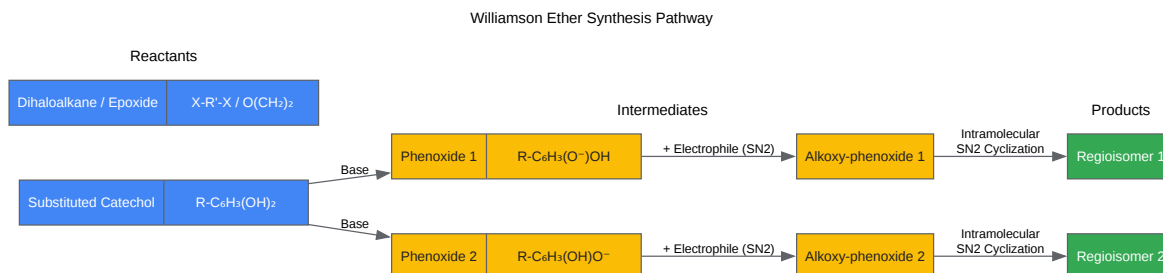 Williamson Ether Synthesis Pathway
Reactants
Dihaloalkane / Epoxide X-R'-X / O(CH₂)₂
Intermediates
Products
Phenoxide 1 R-C₆H₃(O⁻)OH
+ Electrophile (SN2)
Alkoxy-phenoxide 1
Intramolecular
SN2 Cyclization
Regioisomer 1
Base
Substituted Catechol R-C₆H₃(OH)₂
Base
Phenoxide 2 R-C₆H₃(OH)O⁻
+ Electrophile (SN2)
Alkoxy-phenoxide 2
Intramolecular
SN2 Cyclization
Regioisomer 2